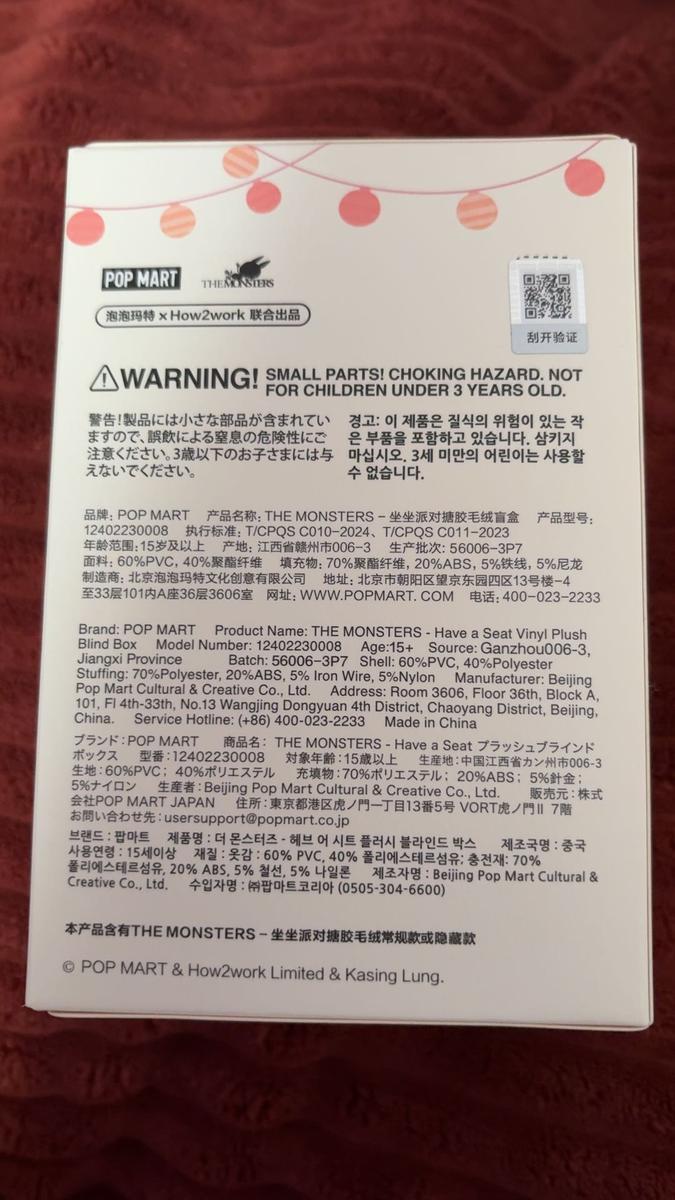 POP MART
THE MONSTERS
泡泡玛特 × How2work 联合出品
刮开验证
WARNING! SMALL PARTS! CHOKING HAZARD. NOT
FOR CHILDREN UNDER 3 YEARS OLD.
警告!製品には小さな部品が含まれてい
ますので、誤飲による窒息の危険性にご
注意ください。3歳以下のお子さまには与
えないでください。
경고: 이 제품은 질식의 위험이 있는 작
은 부품을 포함하고 있습니다. 삼키지
마십시오. 3세 미만의 어린이는 사용할
수 없습니다.
品牌: POP MART 产品名称: THE MONSTERS – 坐坐派对搪胶毛绒盲盒 产品型号:
12402230008 执行标准: T/CPQS C010-2024、T/CPQS C011-2023
年龄范围:15岁及以上 产地: 江西省赣州市006-3 生产批次: 56006-3P7
面料: 60%PVC, 40%聚酯纤维 填充物: 70%聚酯纤维, 20%ABS, 5%铁线, 5%尼龙
制造商: 北京泡泡玛特文化创意有限公司 地址: 北京市朝阳区望京东园四区13号楼-4
至33层101内A座36层3606室 网址: WWW.POPMART. COM 电话: 400-023-2233
Brand: POP MART Product Name: THE MONSTERS - Have a Seat Vinyl Plush
Blind Box Model Number: 12402230008 Age:15+ Source: Ganzhou006-3,
Jiangxi Province Batch: 56006-3P7 Shell: 60%PVC, 40%Polyester
Stuffing: 70%Polyester, 20%ABS, 5% Iron Wire, 5%Nylon Manufacturer: Beijing
Pop Mart Cultural & Creative Co., Ltd. Address: Room 3606, Floor 36th, Block A,
101, Fl 4th-33th, No.13 Wangjing Dongyuan 4th District, Chaoyang District, Beijing,
China. Service Hotline: (+86) 400-023-2233 Made in China
ブランド:POP MART 商品名: THE MONSTERS - Have a Seat プラッシュブラインド
ボックス 型番:12402230008 対象年齢:15歳以上 生産地:中国江西省カン州市006-3
生地:60%PVC; 40%ポリエステル 充填物:70%ポリエステル; 20%ABS; 5%針金;
5%ナイロン 生産者:Beijing Pop Mart Cultural & Creative Co., Ltd. 販売元:株式
会社POP MART JAPAN 住所:東京都港区虎ノ門一丁目13番5号 VORT虎ノ門Ⅱ 7階
お問い合わせ先:usersupport@popmart.co.jp
브랜드 : 팝마트 제품명 : 더 몬스터즈 - 헤브 어 시트 플러시 블라인드 박스 제조국명 : 중국
사용연령 : 15세이상 재질 : 옷감 : 60% PVC, 40% 폴리에스테르섬유; 충전재: 70%
폴리에스테르섬유, 20% ABS, 5% 철선, 5% 나일론 제조자명 : Beijing Pop Mart Cultural &
Creative Co., Ltd. 수입자명 : ㈜팝마트코리아 (0505-304-6600)
本产品含有THE MONSTERS – 坐坐派对搪胶毛绒常规款或隐藏款
© POP MART & How2work Limited & Kasing Lung.